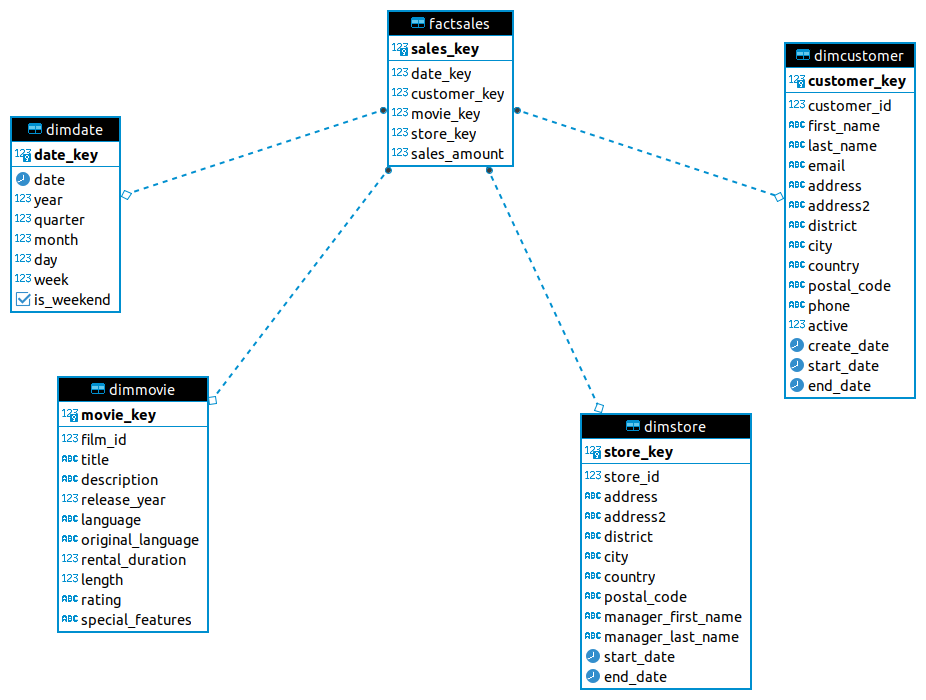 factsales
123 sales_key
123 date_key
123 customer_key
123 movie_key
123 store_key
123 sales_amount
dimcustomer
123 customer_key
123 customer_id
ABC first_name
ABC last_name
ABC email
ABC address
ABC address2
ABC district
ABC city
ABC country
ABC postal_code
ABC phone
123 active
create_date
start_date
end_date
dimdate
123 date_key
date
123 year
123 quarter
123 month
123 day
123 week
is_weekend
dimmovie
123 movie_key
123 film_id
ABC title
ABC description
123 release_year
ABC language
ABC original_language
123 rental_duration
123 length
ABC rating
ABC special_features
dimstore
123 store_key
123 store_id
ABC address
ABC address2
ABC district
ABC city
ABC country
ABC postal_code
ABC manager_first_name
ABC manager_last_name
start_date
end_date